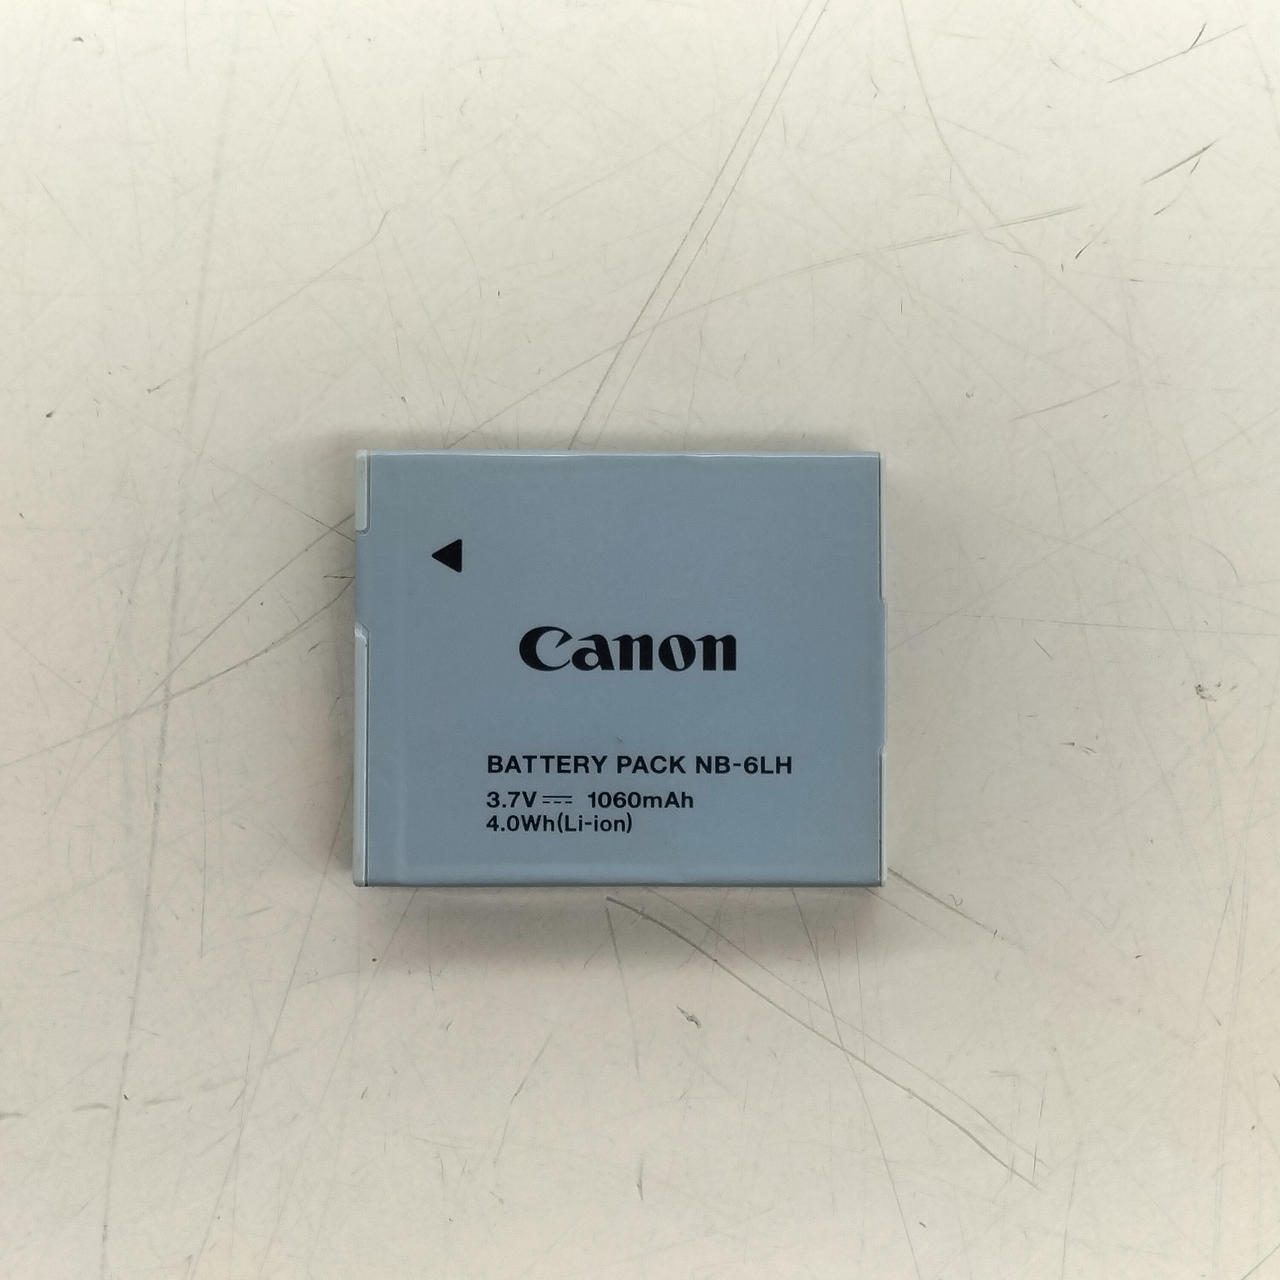 Canon
BATTERY PACK NB-6LH
3.7V⎓ 1060mAh
4.0Wh(Li-ion)